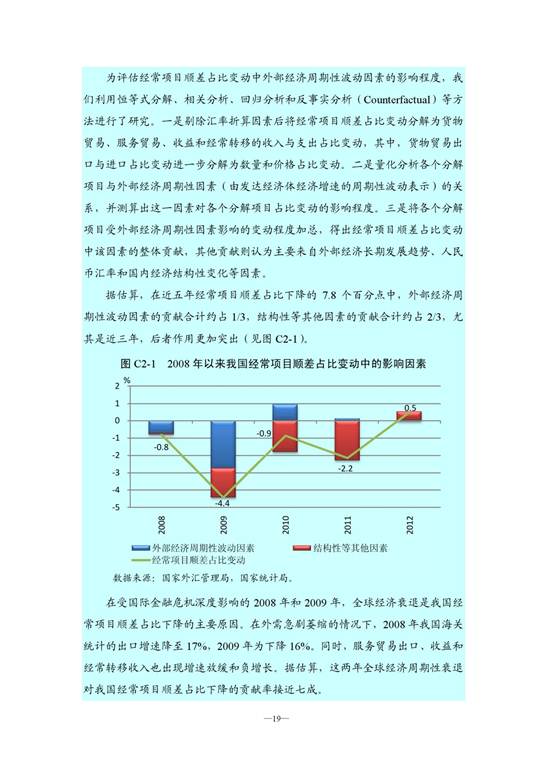 为评估经常项目顺差占比变动中外部经济周期性波动因素的影响程度，我
们利用恒等式分解、相关分析、回归分析和反事实分析（Counterfactual）等方
法进行了研究。一是剔除汇率折算因素后将经常项目顺差占比变动分解为货物
贸易、服务贸易、收益和经常转移的收入与支出占比变动，其中，货物贸易出
口与进口占比变动进一步分解为数量和价格占比变动。二是量化分析各个分解
项目与外部经济周期性因素（由发达经济体经济增速的周期性波动表示）的关
系，并测算出这一因素对各个分解项目占比变动的影响程度。三是将各个分解
项目受外部经济周期性因素影响的变动程度加总，得出经常项目顺差占比变动
中该因素的整体贡献，其他贡献则认为主要来自外部经济长期发展趋势、人民
币汇率和国内经济结构性变化等因素。
据估算，在近五年经常项目顺差占比下降的 7.8 个百分点中，外部经济周
期性波动因素的贡献合计约占 1/3，结构性等其他因素的贡献合计约占 2/3，尤
其是近三年，后者作用更加突出（见图 C2-1）。
图 C2-1 2008 年以来我国经常项目顺差占比变动中的影响因素
%
2
1
0
-1
-2
-3
-4
-5
-0.8
-4.4
-0.9
-2.2
0.5
2008
2009
2010
2011
2012
外部经济周期性波动因素 结构性等其他因素
经常项目顺差占比变动
数据来源：国家外汇管理局，国家统计局。
在受国际金融危机深度影响的 2008 年和 2009 年，全球经济衰退是我国经
常项目顺差占比下降的主要原因。在外需急剧萎缩的情况下，2008 年我国海关
统计的出口增速降至 17%，2009 年为下降 16%。同时，服务贸易出口、收益和
经常转移收入也出现增速放缓和负增长。据估算，这两年全球经济周期性衰退
对我国经常项目顺差占比下降的贡献率接近七成。
—19—